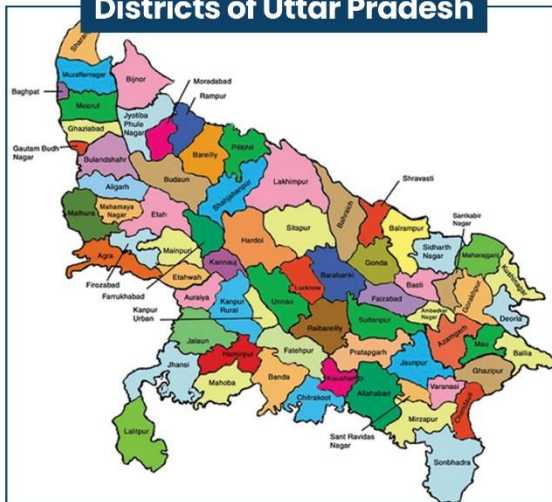 Districts of Uttar Pradesh
Muzaffarnagar
Bijnor
Moradabad
Rampur
Baghpat
Meerut
Jyotiba
Phule
Nagar
Ghaziabad
Gautam Budh
Nagar
Bulandshahr
Bareilly
Pilibhit
Budaun
Lakhimpur
Shahjahanpur
Aligarh
Mahamaya
Nagar
Mathura
Etah
Bahraich
Shravasti
Balrampur
Santkabir
Nagar
Sidharth
Nagar
Maharajganj
Kushinagar
Hardoi
Sitapur
Agra
Mainpuri
Firozabad
Farrukhabad
Etahwah
Kannauj
Gonda
Barabanki
Lucknow
Basti
Gorakhpur
Deoria
Auraiya
Kanpur
Rural
Kanpur
Urban
Unnao
Faizabad
Ambedkar
Nagar
Sultanpur
Raibareilly
Azamgarh
Mau
Ballia
Jalaun
Hamirpur
Fatehpur
Pratapgarh
Jaunpur
Ghazipur
Jhansi
Mahoba
Banda
Chitrakoot
Kaushambi
Allahabad
Varanasi
Mirzapur
Sant Ravidas
Nagar
Lalitpur
Sonbhadra